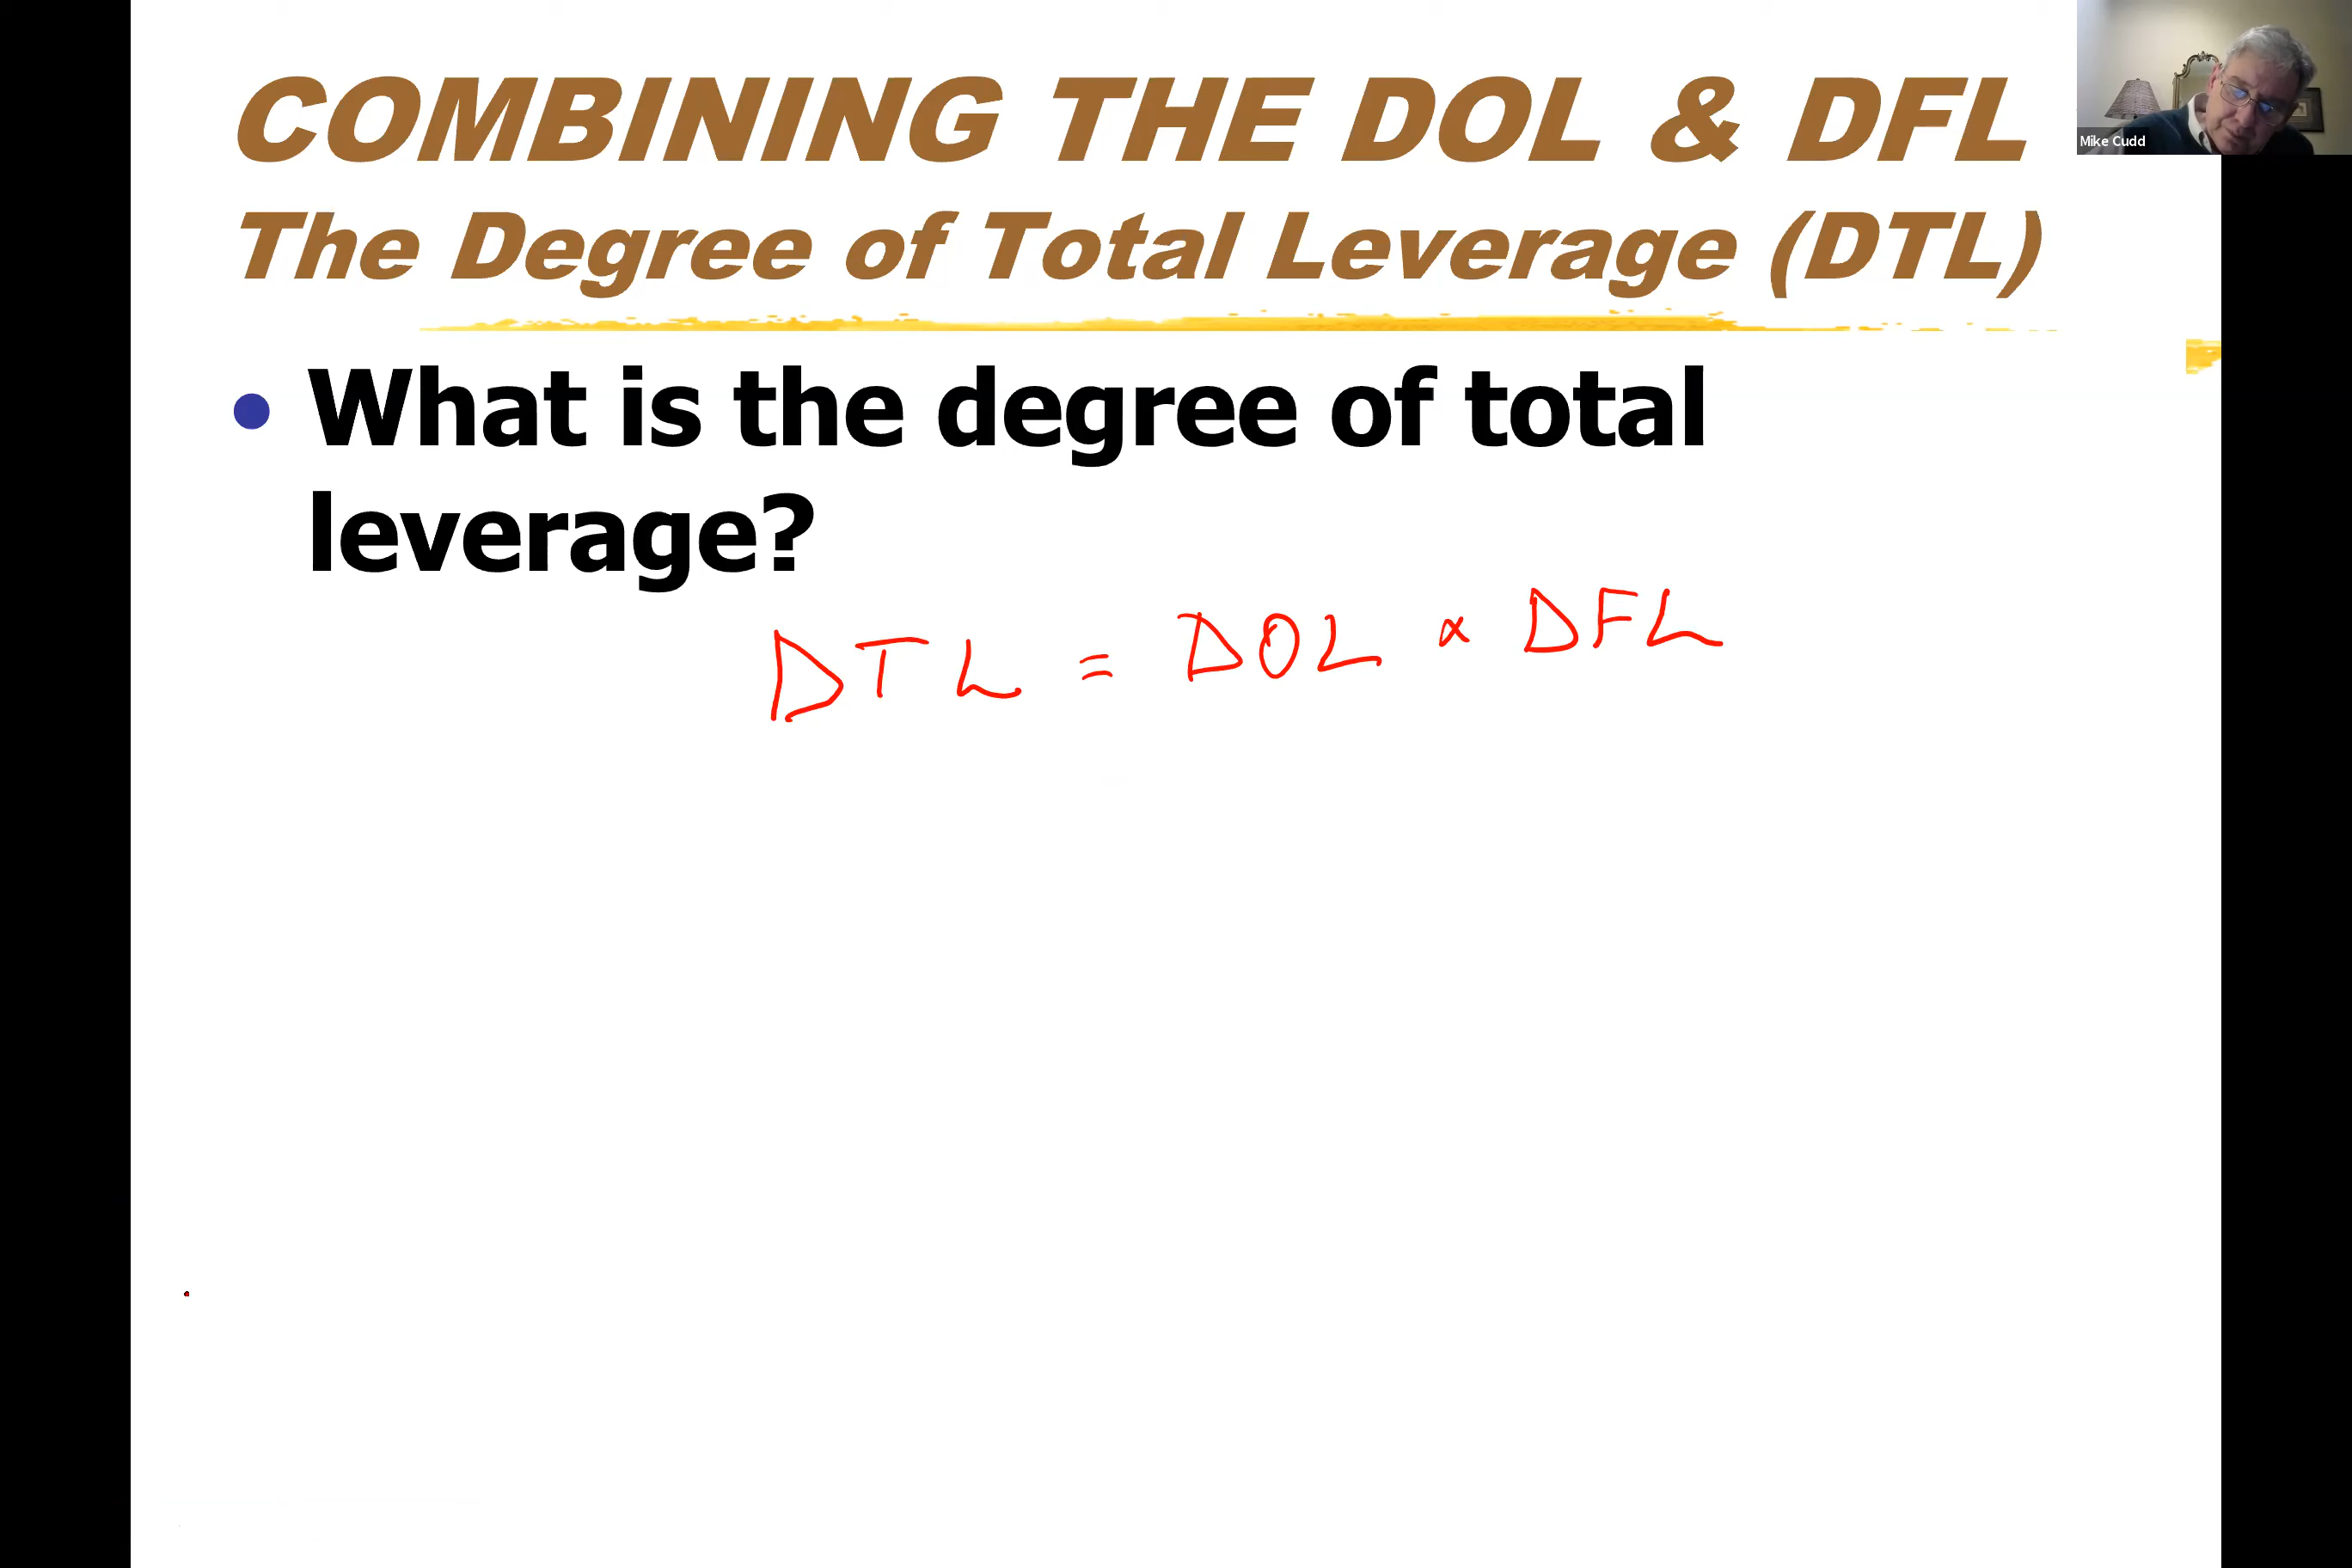 COMBINING THE DOL & DFL
The Degree of Total Leverage (DTL)
Mike Cudd
• What is the degree of total
leverage?
DTL = DOL x DFL